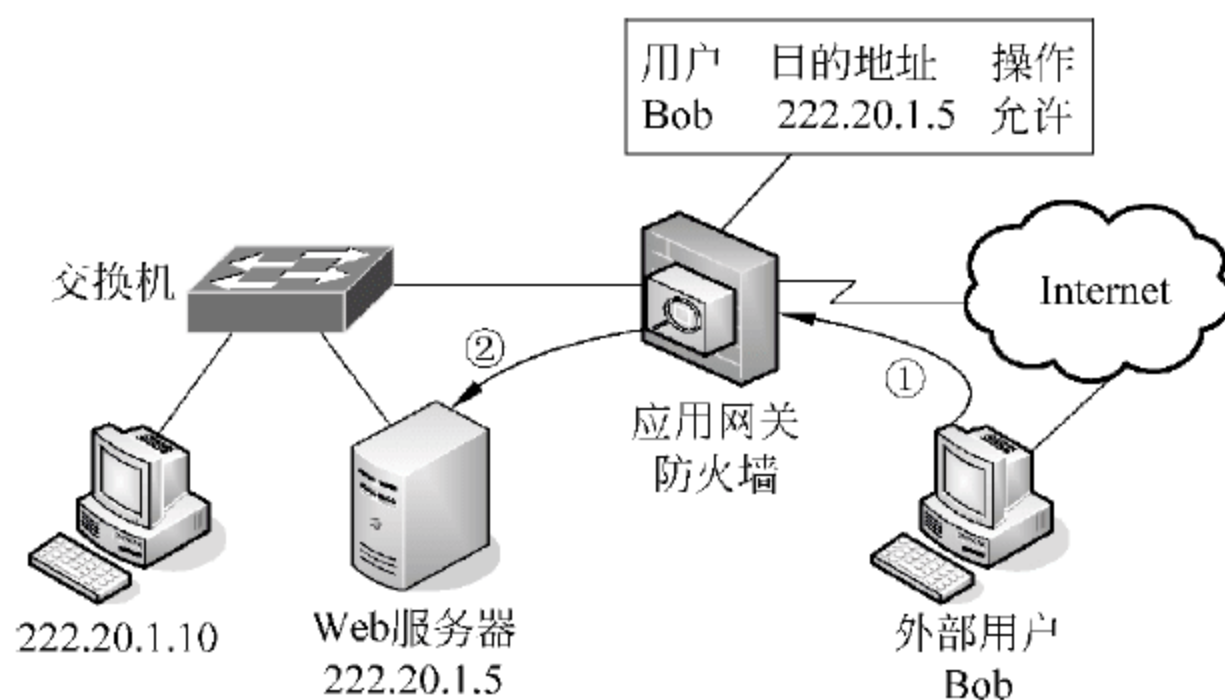 用户 目的地址 操作
Bob 222.20.1.5 允许
交换机
Internet
②
①
应用网关
防火墙
222.20.1.10
Web服务器
222.20.1.5
外部用户
Bob